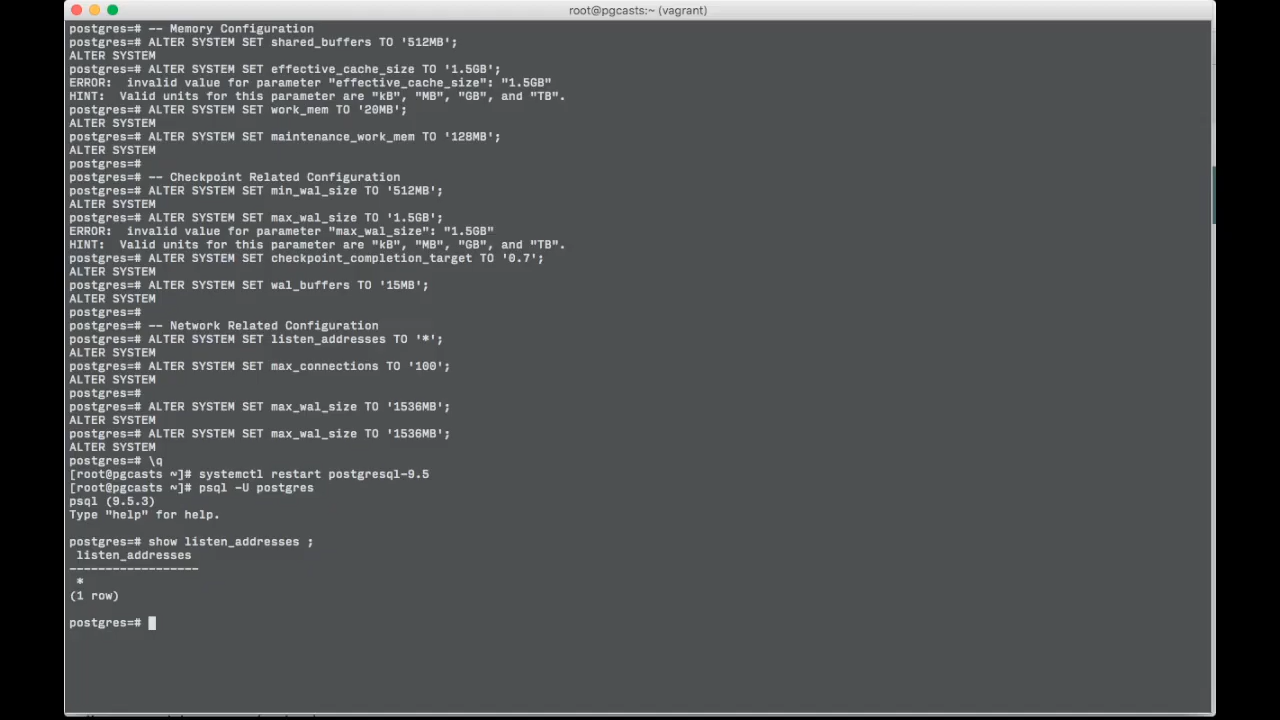 root@pgcasts:~ (vagrant)
postgres=# -- Memory Configuration
postgres=# ALTER SYSTEM SET shared_buffers TO '512MB';
ALTER SYSTEM
postgres=# ALTER SYSTEM SET effective_cache_size TO '1.5GB';
ERROR:  invalid value for parameter "effective_cache_size": "1.5GB"
HINT:  Valid units for this parameter are "kB", "MB", "GB", and "TB".
postgres=# ALTER SYSTEM SET work_mem TO '20MB';
ALTER SYSTEM
postgres=# ALTER SYSTEM SET maintenance_work_mem TO '128MB';
ALTER SYSTEM
postgres=#
postgres=# -- Checkpoint Related Configuration
postgres=# ALTER SYSTEM SET min_wal_size TO '512MB';
ALTER SYSTEM
postgres=# ALTER SYSTEM SET max_wal_size TO '1.5GB';
ERROR:  invalid value for parameter "max_wal_size": "1.5GB"
HINT:  Valid units for this parameter are "kB", "MB", "GB", and "TB".
postgres=# ALTER SYSTEM SET checkpoint_completion_target TO '0.7';
ALTER SYSTEM
postgres=# ALTER SYSTEM SET wal_buffers TO '15MB';
ALTER SYSTEM
postgres=#
postgres=# -- Network Related Configuration
postgres=# ALTER SYSTEM SET listen_addresses TO '*';
ALTER SYSTEM
postgres=# ALTER SYSTEM SET max_connections TO '100';
ALTER SYSTEM
postgres=#
postgres=# ALTER SYSTEM SET max_wal_size TO '1536MB';
ALTER SYSTEM
postgres=# ALTER SYSTEM SET max_wal_size TO '1536MB';
ALTER SYSTEM
postgres=# \q
[root@pgcasts ~]# systemctl restart postgresql-9.5
[root@pgcasts ~]# psql -U postgres
psql (9.5.3)
Type "help" for help.
postgres=# show listen_addresses ;
listen_addresses
------------------
*
(1 row)
postgres=#